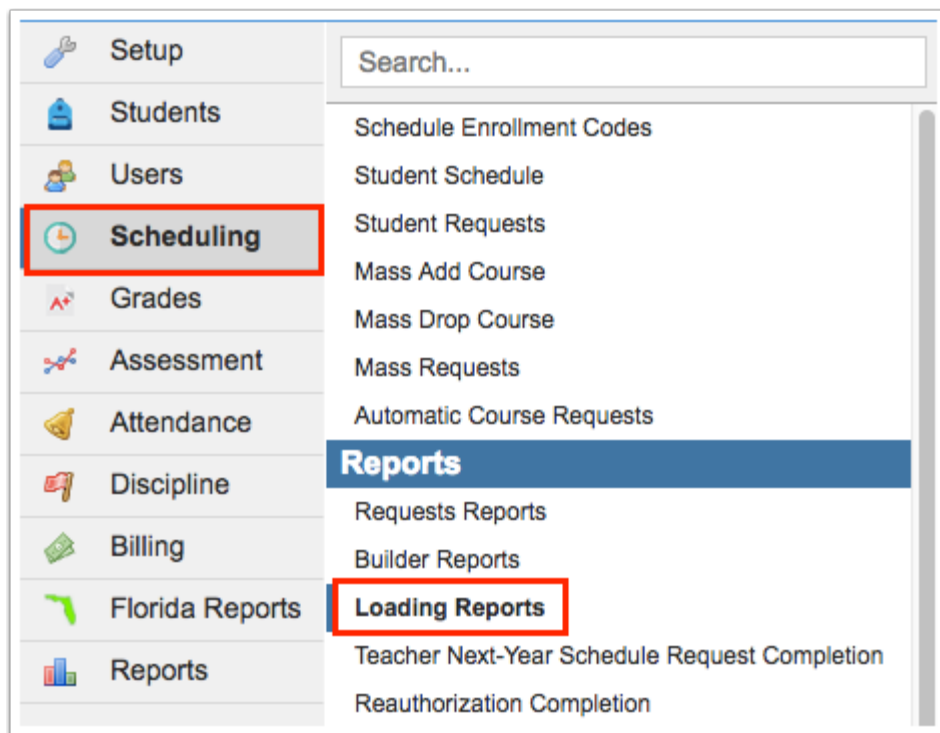 Setup
Students
Users
Scheduling
A+ Grades
Assessment
Attendance
Discipline
Billing
Florida Reports
Reports
Search...
Schedule Enrollment Codes
Student Schedule
Student Requests
Mass Add Course
Mass Drop Course
Mass Requests
Automatic Course Requests
Reports
Requests Reports
Builder Reports
Loading Reports
Teacher Next-Year Schedule Request Completion
Reauthorization Completion